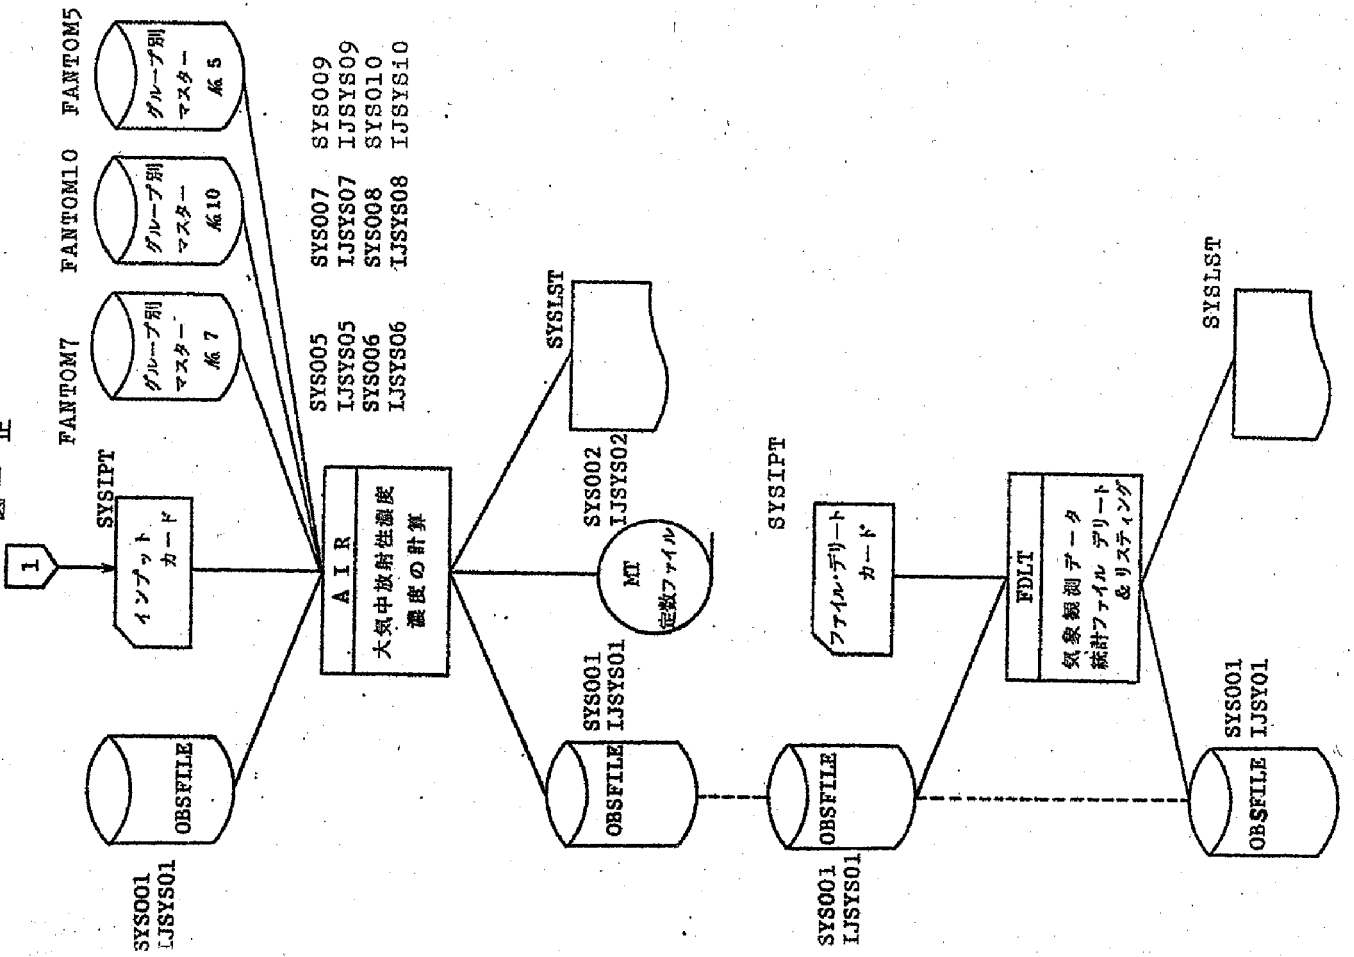 1
SYS001
IJSYS01
OBSFILE
SYSIPT
インプット
カード
FANTOM7
グループ別
マスター
№ 7
FANTOM10
グループ別
マスター
№10
FANTOM5
グループ別
マスター
№ 5
AIR
大気中放射性濃度
濃度の計算
SYS005
IJSYS05
SYS006
IJSYS06
SYS007
IJSYS07
SYS008
IJSYS08
SYS009
IJSYS09
SYS010
IJSYS10
OBSFILE
SYS001
IJSYS01
MT
定数ファイル
SYS002
IJSYS02
SYSLST
SYS001
IJSYS01
OBSFILE
SYSIPT
ファイル・デリート
カード
FDLT
気象観測データ
統計ファイル デリート
&リスティング
OBSFILE
SYS001
IJSY01
SYSLST